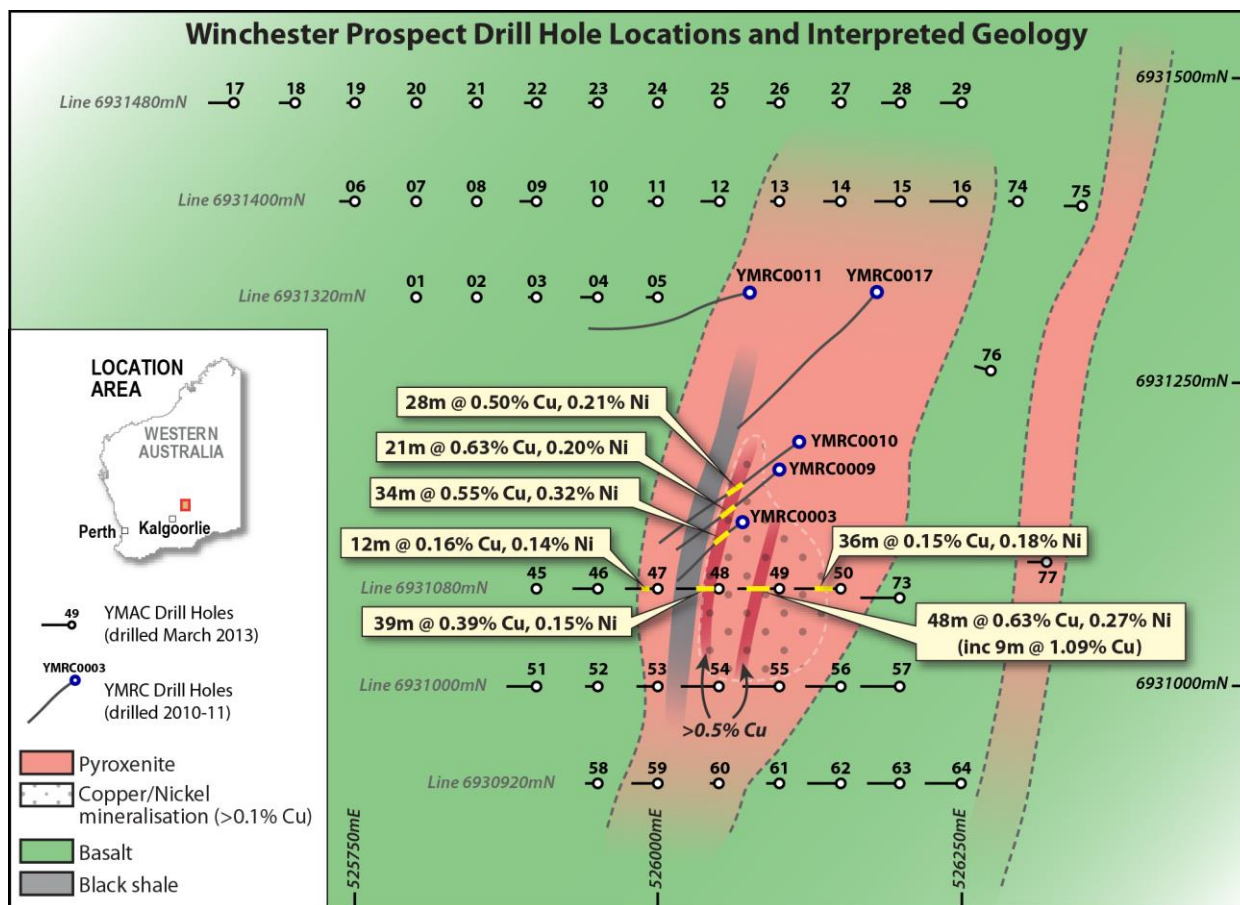 Winchester Prospect Drill Hole Locations and Interpreted Geology
6931500mN
Line 6931480mN
17 18 19 20 21 22 23 24 25 26 27 28 29
Line 6931400mN
06 07 08 09 10 11 12 13 14 15 16 74 75
Line 6931320mN
01 02 03 04 05
YMRC0011
YMRC0017
76
6931250mN
28m @ 0.50% Cu, 0.21% Ni
21m @ 0.63% Cu, 0.20% Ni
34m @ 0.55% Cu, 0.32% Ni
12m @ 0.16% Cu, 0.14% Ni
YMRC0010
YMRC0009
YMRC0003
36m @ 0.15% Cu, 0.18% Ni
Line 6931080mN
45 46 47 48 49 50 73 77
39m @ 0.39% Cu, 0.15% Ni
48m @ 0.63% Cu, 0.27% Ni
(inc 9m @ 1.09% Cu)
Line 6931000mN
51 52 53 54 55 56 57
6931000mN
>0.5% Cu
Line 6930920mN
58 59 60 61 62 63 64
525750mE
526000mE
526250mE
LOCATION
AREA
WESTERN
AUSTRALIA
Perth
Kalgoorlie
49
YMAC Drill Holes
(drilled March 2013)
YMRC0003
YMRC Drill Holes
(drilled 2010-11)
Pyroxenite
Copper/Nickel
mineralisation (>0.1% Cu)
Basalt
Black shale